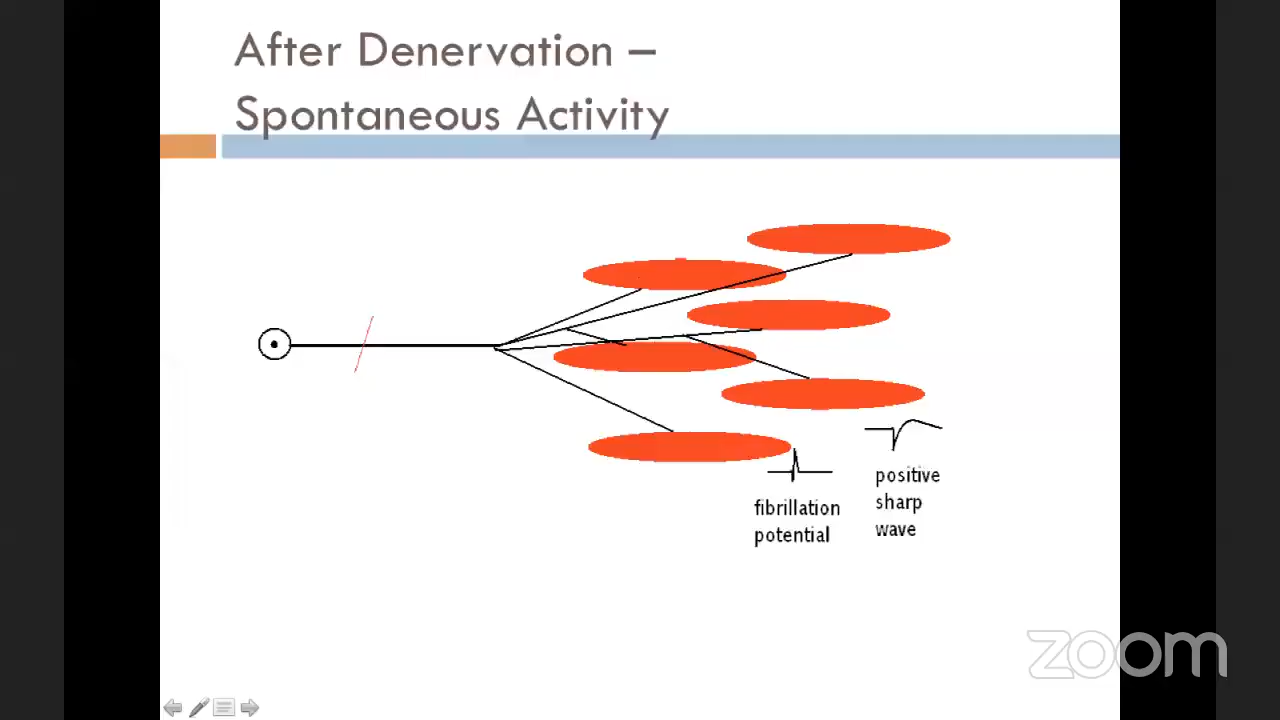 After Denervation –
Spontaneous Activity
fibrillation
potential
positive
sharp
wave
zoom